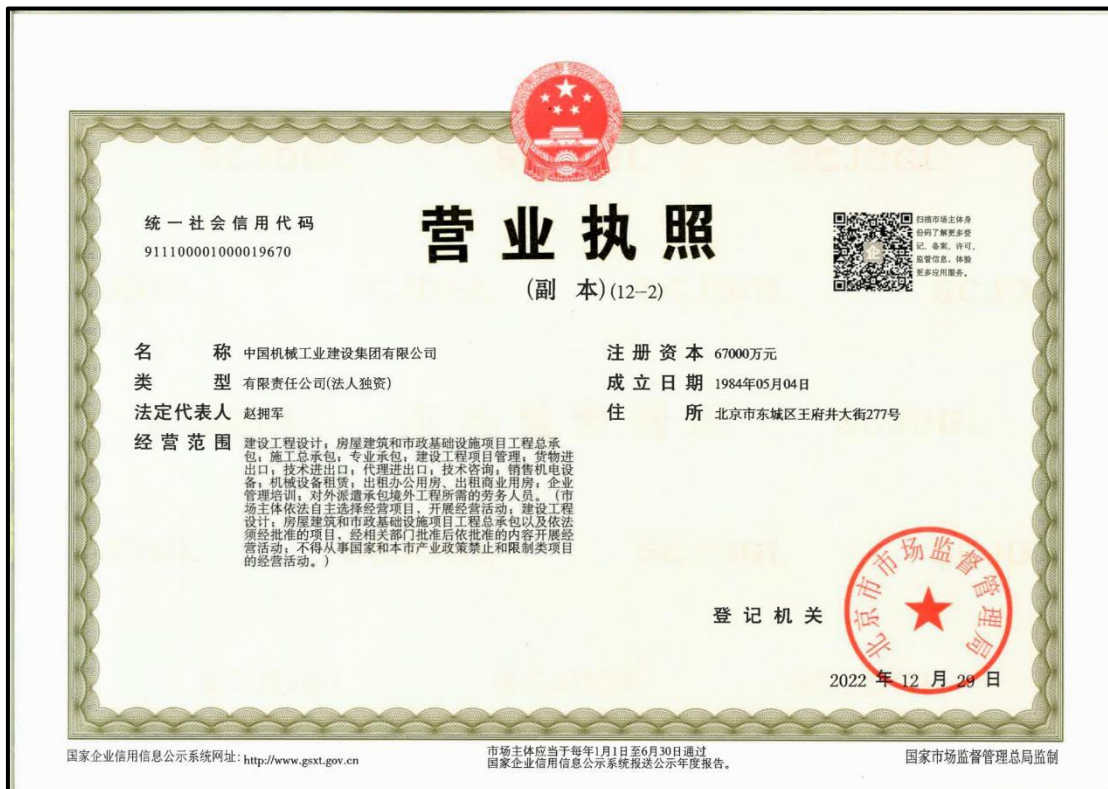 统一社会信用代码
911100001000019670
营业执照
(副 本)(12-2)
扫描市场主体身
份码了解更多登
记、备案、许可、
监管信息、体验
更多应用服务。
企
名 称 中国机械工业建设集团有限公司
类 型 有限责任公司(法人独资)
法定代表人 赵拥军
经营范围 建设工程设计;房屋建筑和市政基础设施项目工程总承
包;施工总承包;专业承包;建设工程项目管理;货物进
出口;技术进出口;代理进出口;技术咨询;销售机电设
备;机械设备租赁;出租办公用房、出租商业用房;企业
管理培训;对外派遣承包境外工程所需的劳务人员。(市
场主体依法自主选择经营项目,开展经营活动;建设工程
设计;房屋建筑和市政基础设施项目工程总承包以及依法
须经批准的项目,经相关部门批准后依批准的内容开展经
营活动;不得从事国家和本市产业政策禁止和限制类项目
的经营活动。)
注册资本 67000万元
成立日期 1984年05月04日
住 所 北京市东城区王府井大街277号
登记机关
北京市市场监督管理局
2022 年 12 月 29 日
国家企业信用信息公示系统网址:http://www.gsxt.gov.cn
市场主体应当于每年1月1日至6月30日通过
国家企业信用信息公示系统报送公示年度报告。
国家市场监督管理总局监制